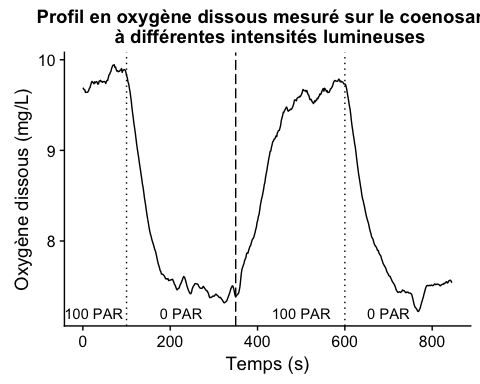 Profil en oxygène dissous mesuré sur le coenosar
à différentes intensités lumineuses
Oxygène dissous (mg/L)
10
9
8
100 PAR 0 PAR 100 PAR 0 PAR
0 200 400 600 800
Temps (s)